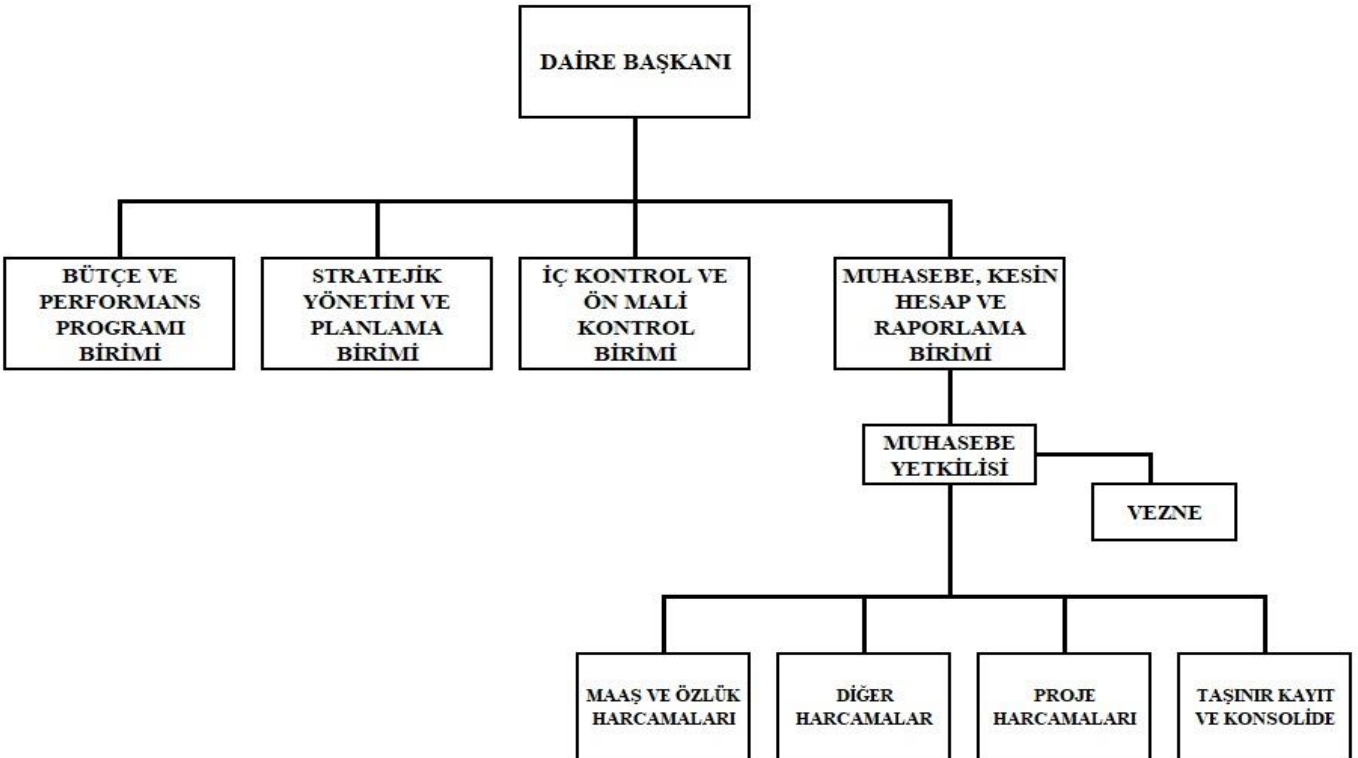 DAİRE BAŞKANI
BÜTÇE VE
PERFORMANS
PROGRAMI
BİRİMİ
STRATEJİK
YÖNETİM VE
PLANLAMA
BİRİMİ
İÇ KONTROL VE
ÖN MALİ
KONTROL
BİRİMİ
MUHASEBE, KESİN
HESAP VE
RAPORLAMA
BİRİMİ
MUHASEBE
YETKİLİSİ
VEZNE
MAAŞ VE ÖZLÜK
HARCAMALARI
DİĞER
HARCAMALAR
PROJE
HARCAMALARI
TAŞINIR KAYIT
VE KONSOLİDE